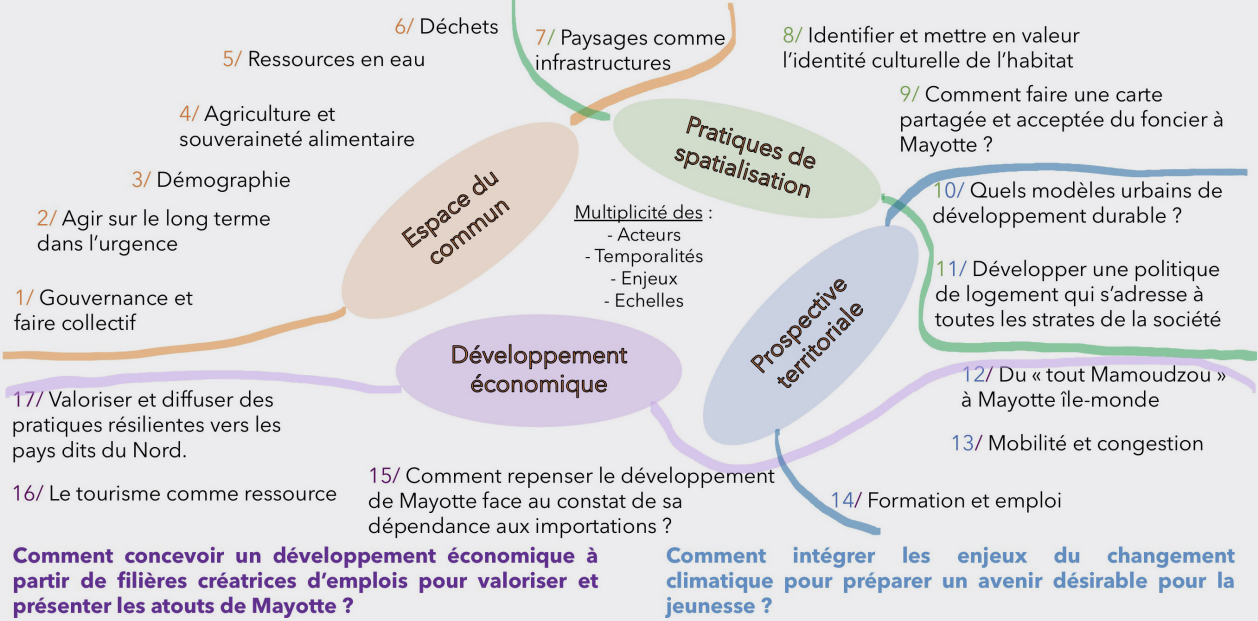 6/ Déchets
7/ Paysages comme
infrastructures
8/ Identifier et mettre en valeur
l'identité culturelle de l'habitat
5/ Ressources en eau
9/ Comment faire une carte
partagée et acceptée du foncier à
Mayotte ?
4/ Agriculture et
souveraineté alimentaire
Pratiques de
spatialisation
3/ Démographie
10/ Quels modèles urbains de
développement durable ?
2/ Agir sur le long terme
dans l'urgence
Espace du
commun
Multiplicité des :
- Acteurs
- Temporalités
- Enjeux
- Echelles
11/ Développer une politique
de logement qui s'adresse à
toutes les strates de la société
1/ Gouvernance et
faire collectif
Prospective
territoriale
Développement
économique
12/ Du « tout Mamoudzou »
à Mayotte île-monde
17/ Valoriser et diffuser des
pratiques résilientes vers les
pays dits du Nord.
13/ Mobilité et congestion
16/ Le tourisme comme ressource
15/ Comment repenser le développement
de Mayotte face au constat de sa
dépendance aux importations ?
14/ Formation et emploi
Comment concevoir un développement économique à
partir de filières créatrices d'emplois pour valoriser et
présenter les atouts de Mayotte ?
Comment intégrer les enjeux du changement
climatique pour préparer un avenir désirable pour la
jeunesse ?